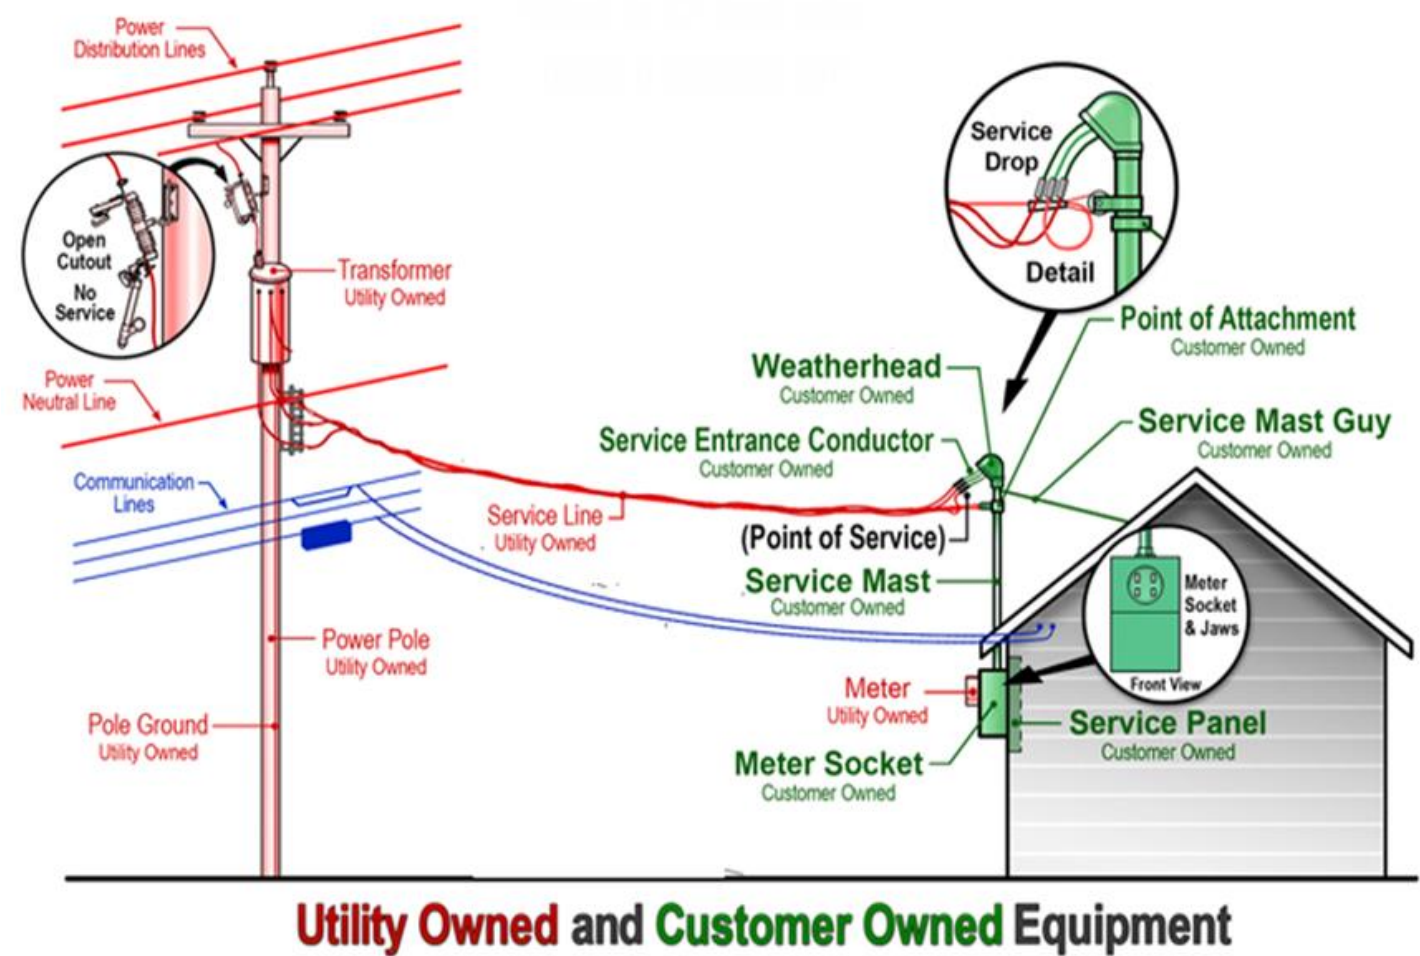 Power
Distribution Lines
Open
Cutout
No
Service
Transformer
Utility Owned
Power
Neutral Line
Communication
Lines
Service Line
Utility Owned
Power Pole
Utility Owned
Pole Ground
Utility Owned
Service
Drop
Detail
Point of Attachment
Customer Owned
Weatherhead
Customer Owned
Service Mast Guy
Customer Owned
Service Entrance Conductor
Customer Owned
(Point of Service)
Service Mast
Customer Owned
Meter
Socket
& Jaws
Front View
Meter
Utility Owned
Service Panel
Customer Owned
Meter Socket
Customer Owned
Utility Owned and Customer Owned Equipment